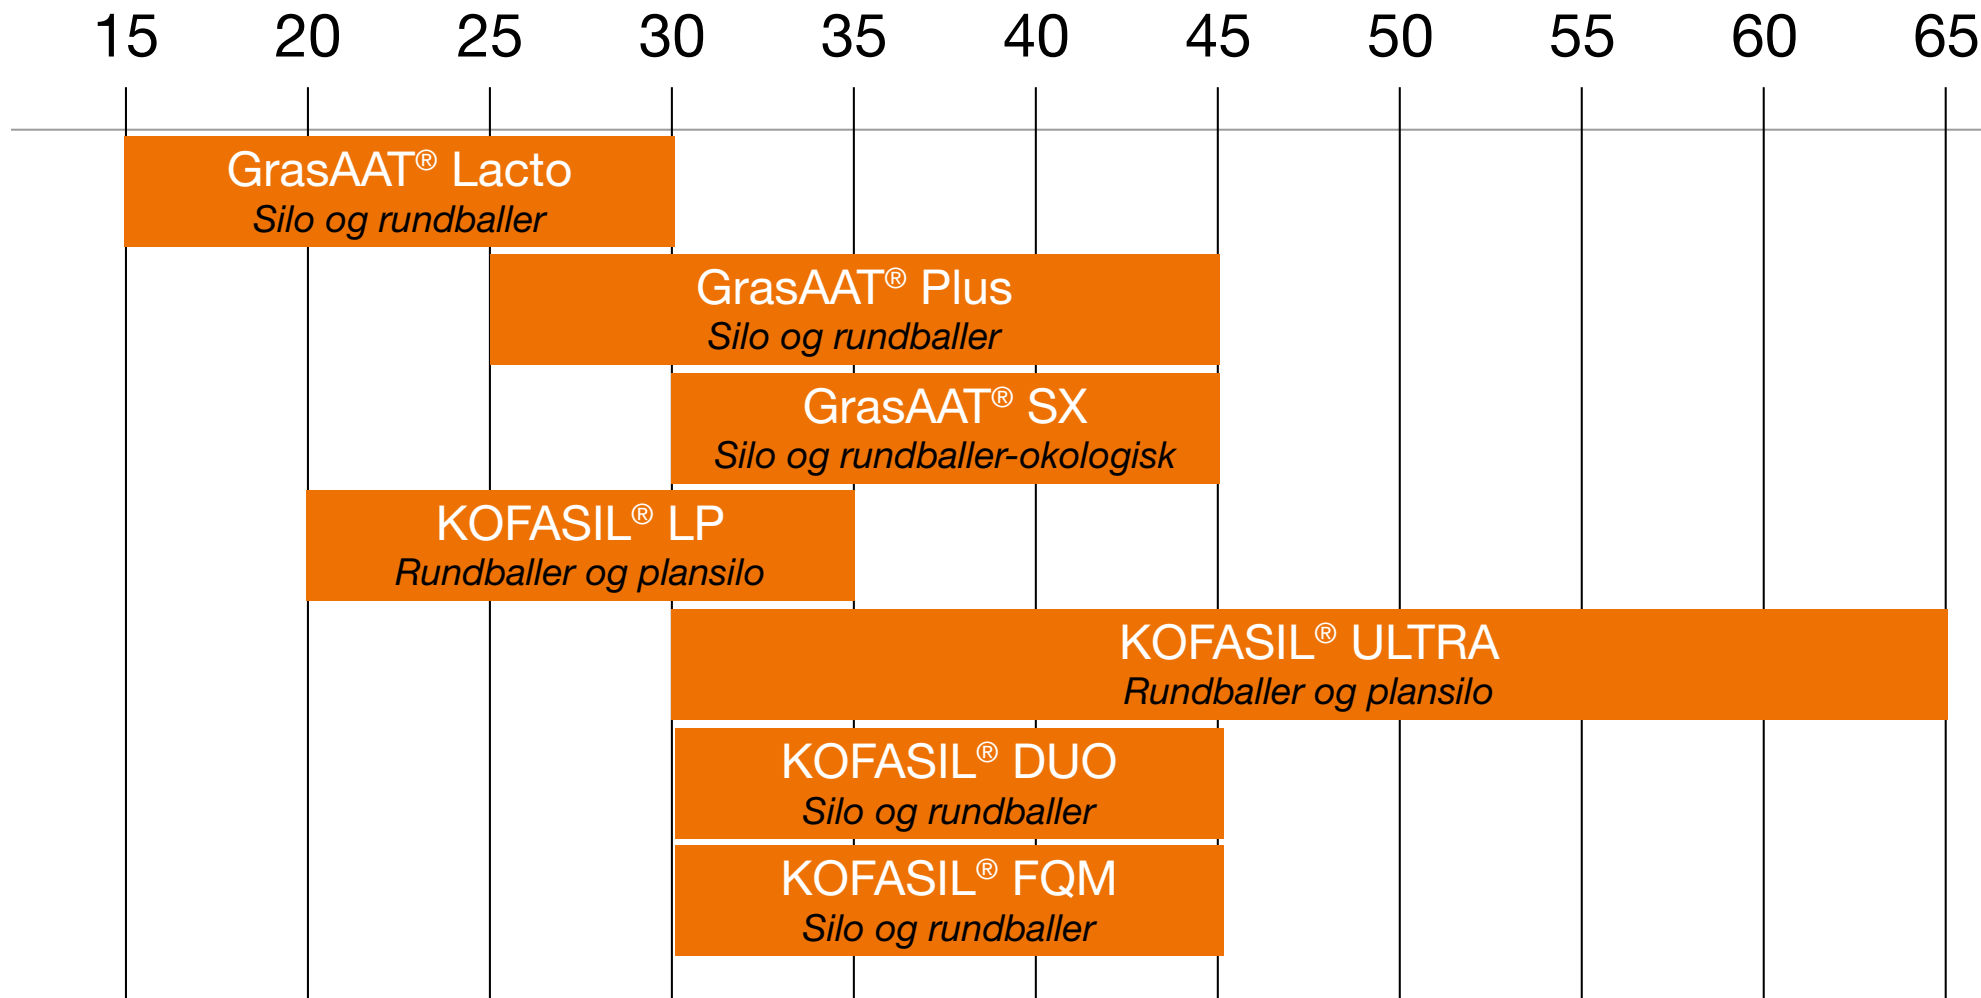 15 20 25 30 35 40 45 50 55 60 65
GrasAAT® Lacto
Silo og rundballer
GrasAAT® Plus
Silo og rundballer
GrasAAT® SX
Silo og rundballer-okologisk
KOFASIL® LP
Rundballer og plansilo
KOFASIL® ULTRA
Rundballer og plansilo
KOFASIL® DUO
Silo og rundballer
KOFASIL® FQM
Silo og rundballer